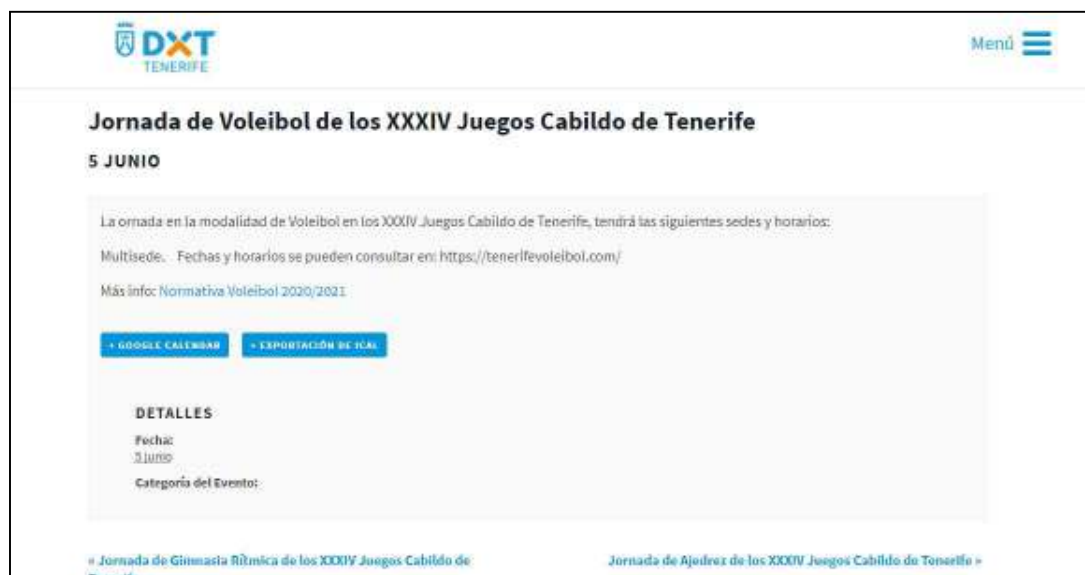 DXT
TENERIFE
Menú
Jornada de Voleibol de los XXXIV Juegos Cabildo de Tenerife
5 JUNIO
La ornada en la modalidad de Voleibol en los XXXIV Juegos Cabildo de Tenerife, tendrá las siguientes sedes y horarios:
Multisede. Fechas y horarios se pueden consultar en: https://tenerifevoleibol.com/
Más info: Normativa Voleibol 2020/2021
+ GOOGLE CALENDAR + EXPORTACIÓN DE ICAL
DETALLES
Fecha:
5 junio
Categoría del Evento:
« Jornada de Gimnasia Rítmica de los XXXIV Juegos Cabildo de
Jornada de Ajedrez de los XXXIV Juegos Cabildo de Tenerife »